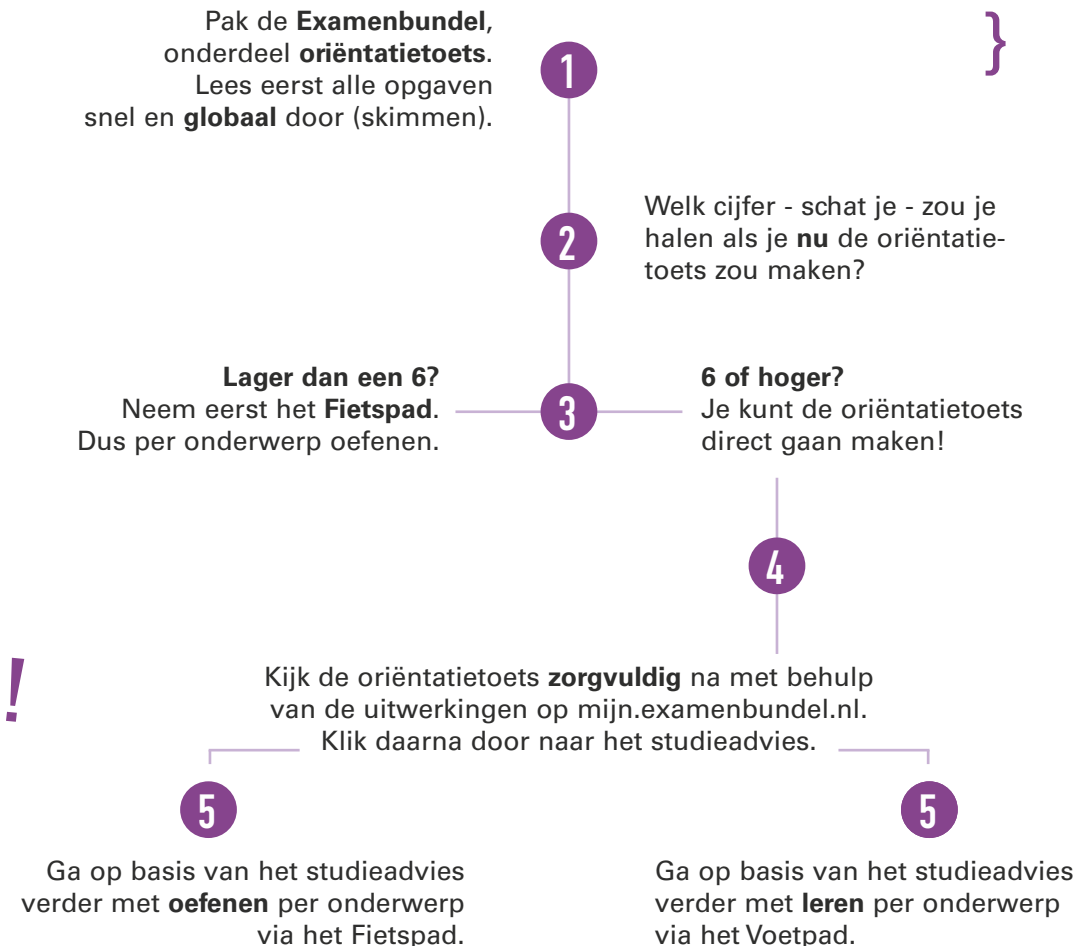 Pak de Examenbundel,
onderdeel oriëntatietoets.
Lees eerst alle opgaven
snel en globaal door (skimmen).
}
1
2
Welk cijfer - schat je - zou je
halen als je nu de oriëntatie-
toets zou maken?
Lager dan een 6?
Neem eerst het Fietspad.
Dus per onderwerp oefenen.
3
6 of hoger?
Je kunt de oriëntatietoets
direct gaan maken!
4
!
Kijk de oriëntatietoets zorgvuldig na met behulp
van de uitwerkingen op mijn.examenbundel.nl.
Klik daarna door naar het studieadvies.
5
Ga op basis van het studieadvies
verder met oefenen per onderwerp
via het Fietspad.
5
Ga op basis van het studieadvies
verder met leren per onderwerp
via het Voetpad.